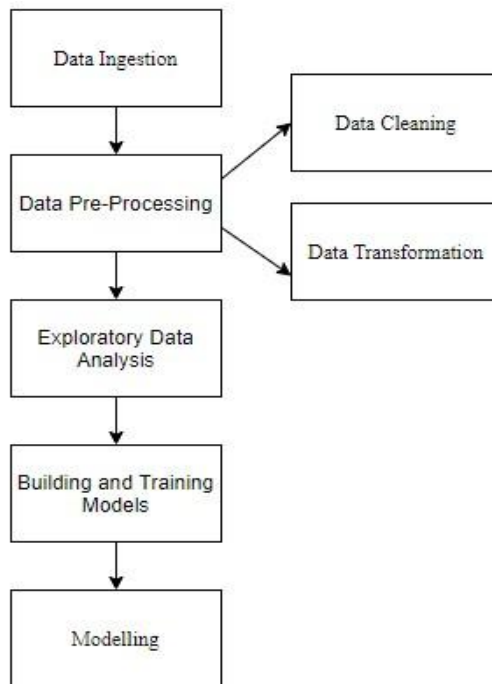 Data Ingestion
Data Cleaning
Data Pre-Processing
Data Transformation
Exploratory Data
Analysis
Building and Training
Models
Modelling